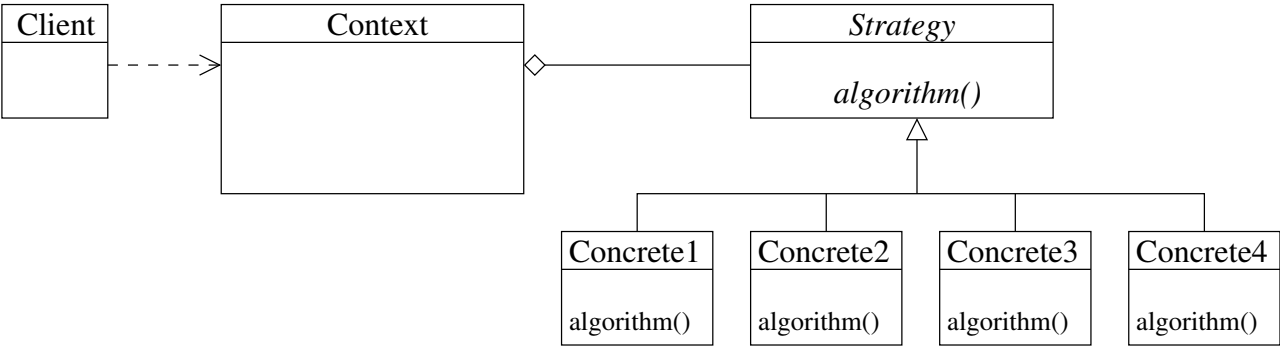 Client
Context
Strategy
algorithm()
Concrete1
Concrete2
Concrete3
Concrete4
algorithm()
algorithm()
algorithm()
algorithm()